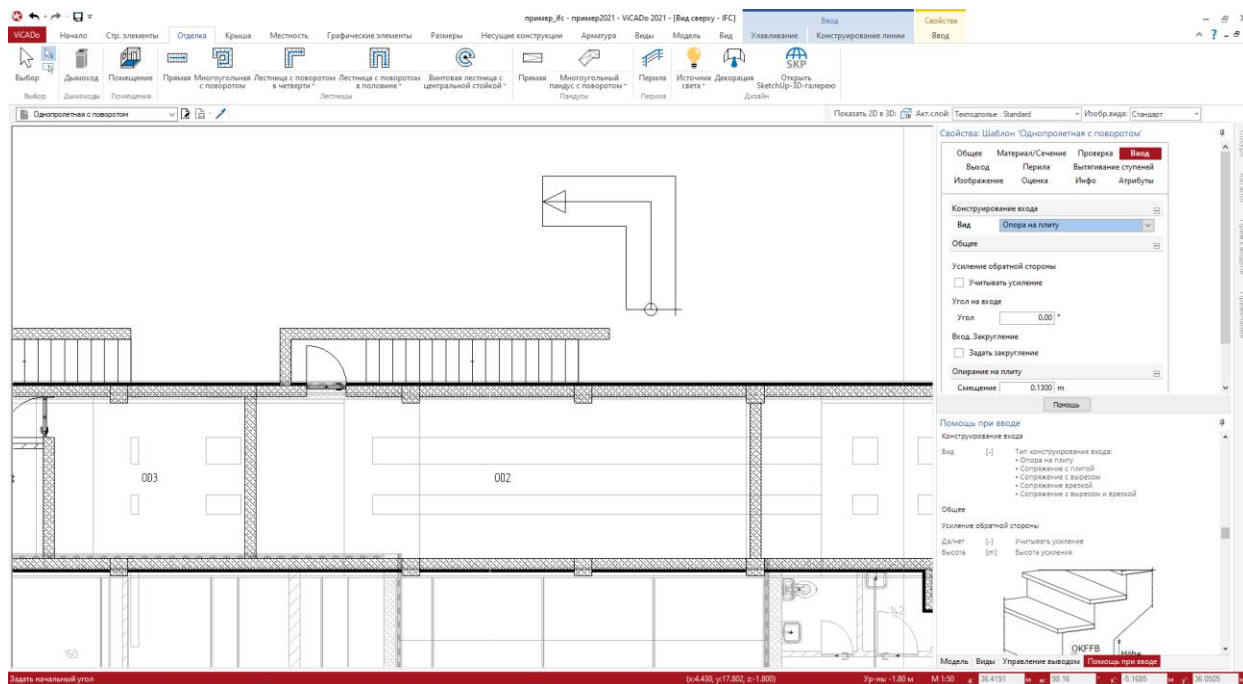 пример_ifc - пример2021 - ViCADo 2021 - [Вид сверху - IFC]
Ввод
Свойства
ViCADo Начало Стр. элементы Отделка Крыша Местность Графические элементы Размеры Несущие конструкции Арматура Виды Модель Вид Улавливание Конструирование линии Ввод
Выбор Дымоход Помещение Прямая Многоугольная с поворотом Лестница с поворотом в четверти Лестница с поворотом в половине Винтовая лестница с центральной стойкой Прямая Многоугольный пандус с поворотом Перила Источник света Декорация Открыть SketchUp-3D-галерею
SKP
Выбор Дымоходы Помещения Лестницы Пандусы Перила Дизайн
Однопролетная с поворотом
Показать 2D в 3D: Акт.слой: Техподполье : Standard Изобр.вида: Стандарт
Свойства: Шаблон 'Однопролетная с поворотом'
Общее Материал/Сечение Проверка Вход
Выход Перила Вытягивание ступеней
Изображение Оценка Инфо Атрибуты
Конструирование входа
Вид Опора на плиту
Общее
Усиление обратной стороны
Учитывать усиление
Угол на входе
Угол 0.00 °
Вход. Закругление
Задать закругление
Опирание на плиту
Смещение 0.1300 m
Помощь
Помощь при вводе
Конструирование входа
Вид [-] Тип конструирования входа:
• Опора на плиту
• Сопряжение с плитой
• Сопряжение с вырезом
• Сопряжение врезкой
• Сопряжение с вырезом и врезкой
Общее
Усиление обратной стороны
Да/нет [-] Учитывать усиление
Высота [m] Высота усиления
OKFFB
Höhe
003
002
150
142
Модель Виды Управление выводом Помощь при вводе
Задать начальный угол (x:4.430, y:17.802, z:-1.800) Ур-ны -1.80 м М 1:50 a: 36.4191 м w: 98.16 ° x': -5.1685 м y': 36.0505